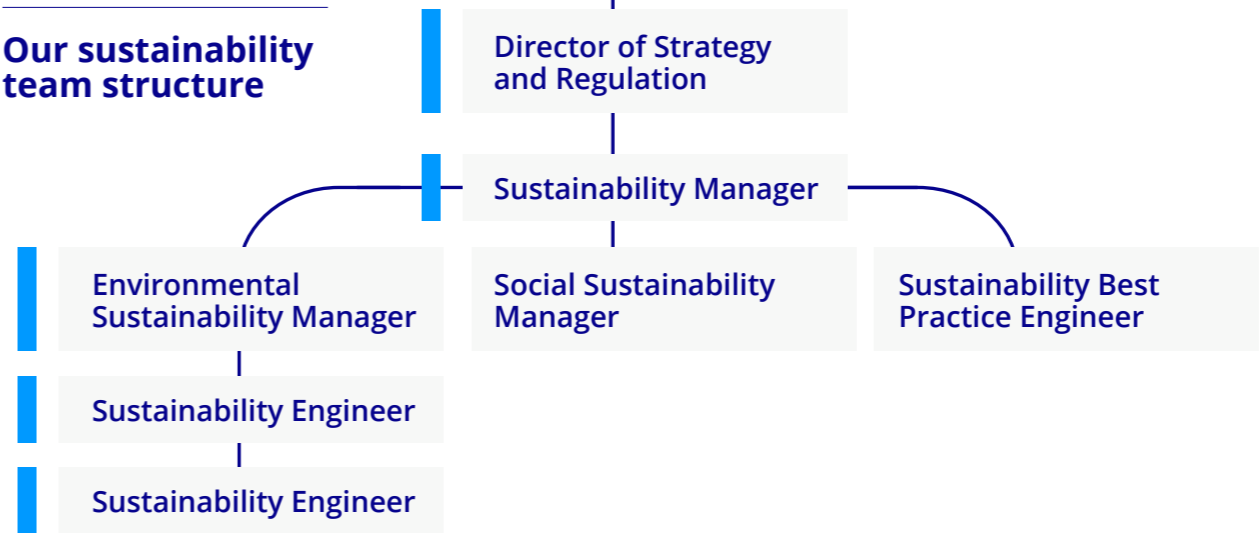 Our sustainability
team structure
Director of Strategy
and Regulation
Sustainability Manager
Environmental
Sustainability Manager
Social Sustainability
Manager
Sustainability Best
Practice Engineer
Sustainability Engineer
Sustainability Engineer